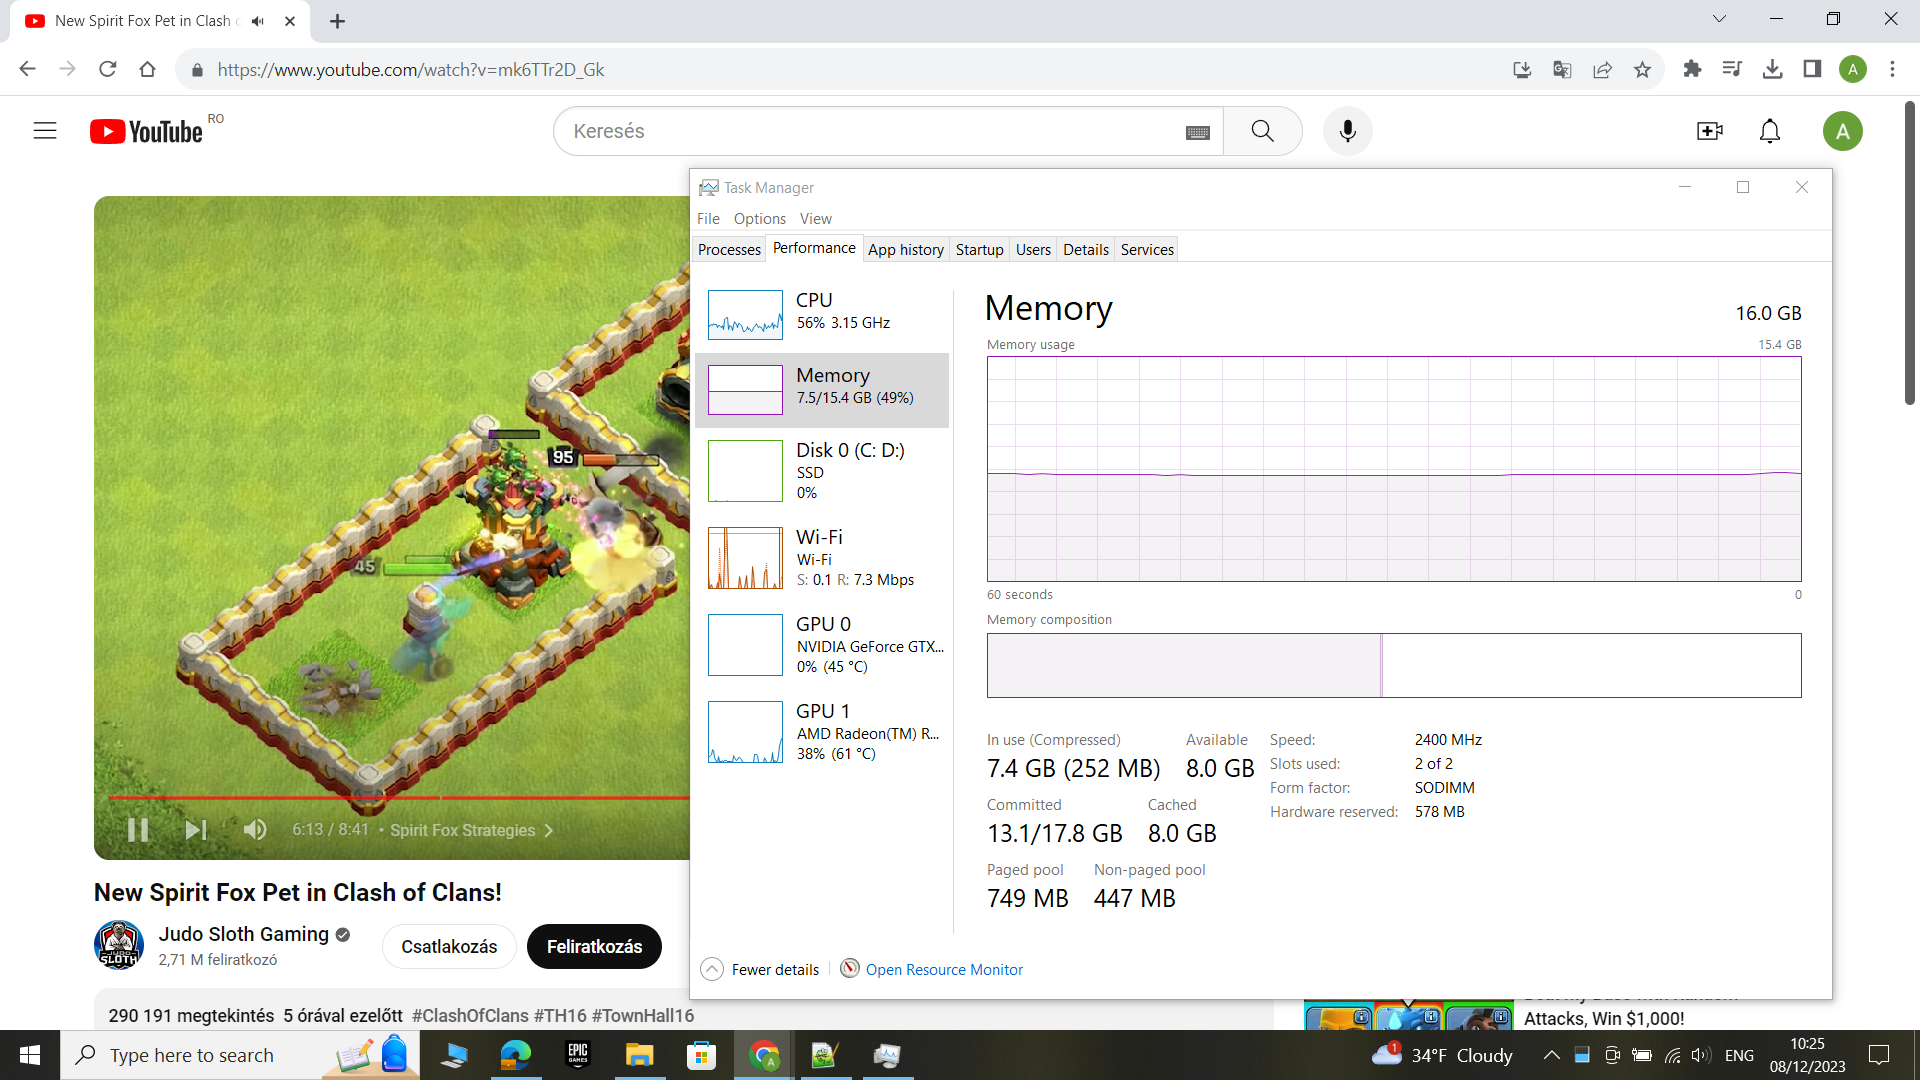 New Spirit Fox Pet in Clash
https://www.youtube.com/watch?v=mk6TTr2D_Gk
A
YouTube RO
Keresés
A
Task Manager
File Options View
Processes Performance App history Startup Users Details Services
CPU
56% 3.15 GHz
Memory
7.5/15.4 GB (49%)
Disk 0 (C: D:)
SSD
0%
Wi-Fi
Wi-Fi
S: 0.1 R: 7.3 Mbps
GPU 0
NVIDIA GeForce GTX...
0% (45 °C)
GPU 1
AMD Radeon(TM) R...
38% (61 °C)
Memory 16.0 GB
Memory usage 15.4 GB
60 seconds 0
Memory composition
In use (Compressed) Available
7.4 GB (252 MB) 8.0 GB
Committed Cached
13.1/17.8 GB 8.0 GB
Paged pool Non-paged pool
749 MB 447 MB
Speed: 2400 MHz
Slots used: 2 of 2
Form factor: SODIMM
Hardware reserved: 578 MB
Fewer details Open Resource Monitor
95
45
6:13 / 8:41 • Spirit Fox Strategies
New Spirit Fox Pet in Clash of Clans!
JUDO
SLOTH
Judo Sloth Gaming
2,71 M feliratkozó
Csatlakozás
Feliratkozás
290 191 megtekintés 5 órával ezelőtt #ClashOfClans #TH16 #TownHall16
Attacks, Win $1,000!
Type here to search
EPIC
GAMES
A
1
34°F Cloudy
ENG
10:25
08/12/2023